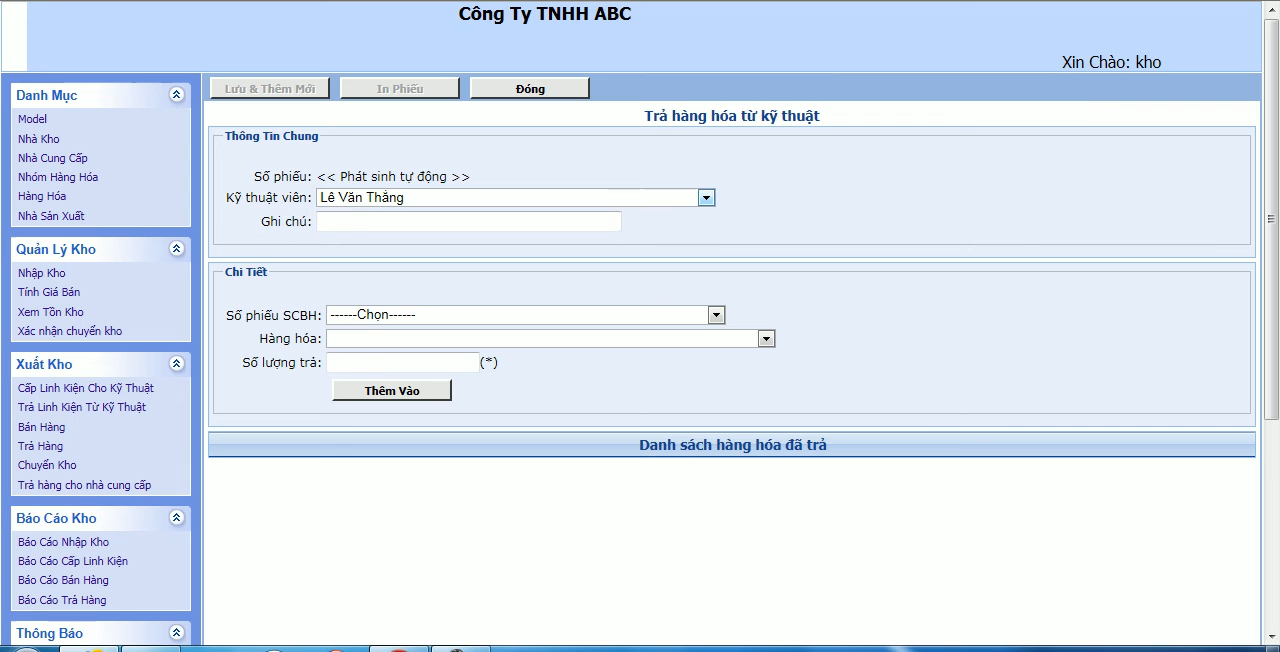 Công Ty TNHH ABC
Xin Chào: kho
Danh Mục
Model
Nhà Kho
Nhà Cung Cấp
Nhóm Hàng Hóa
Hàng Hóa
Nhà Sản Xuất
Quản Lý Kho
Nhập Kho
Tính Giá Bán
Xem Tồn Kho
Xác nhận chuyển kho
Xuất Kho
Cấp Linh Kiện Cho Kỹ Thuật
Trả Linh Kiện Từ Kỹ Thuật
Bán Hàng
Trả Hàng
Chuyển Kho
Trả hàng cho nhà cung cấp
Báo Cáo Kho
Báo Cáo Nhập Kho
Báo Cáo Cấp Linh Kiện
Báo Cáo Bán Hàng
Báo Cáo Trả Hàng
Thông Báo
Lưu & Thêm Mới In Phiếu Đóng
Trả hàng hóa từ kỹ thuật
Thông Tin Chung
Số phiếu: << Phát sinh tự động >>
Kỹ thuật viên: Lê Văn Thắng
Ghi chú:
Chi Tiết
Số phiếu SCBH: ------Chọn------
Hàng hóa:
Số lượng trả: (*)
Thêm Vào
Danh sách hàng hóa đã trả